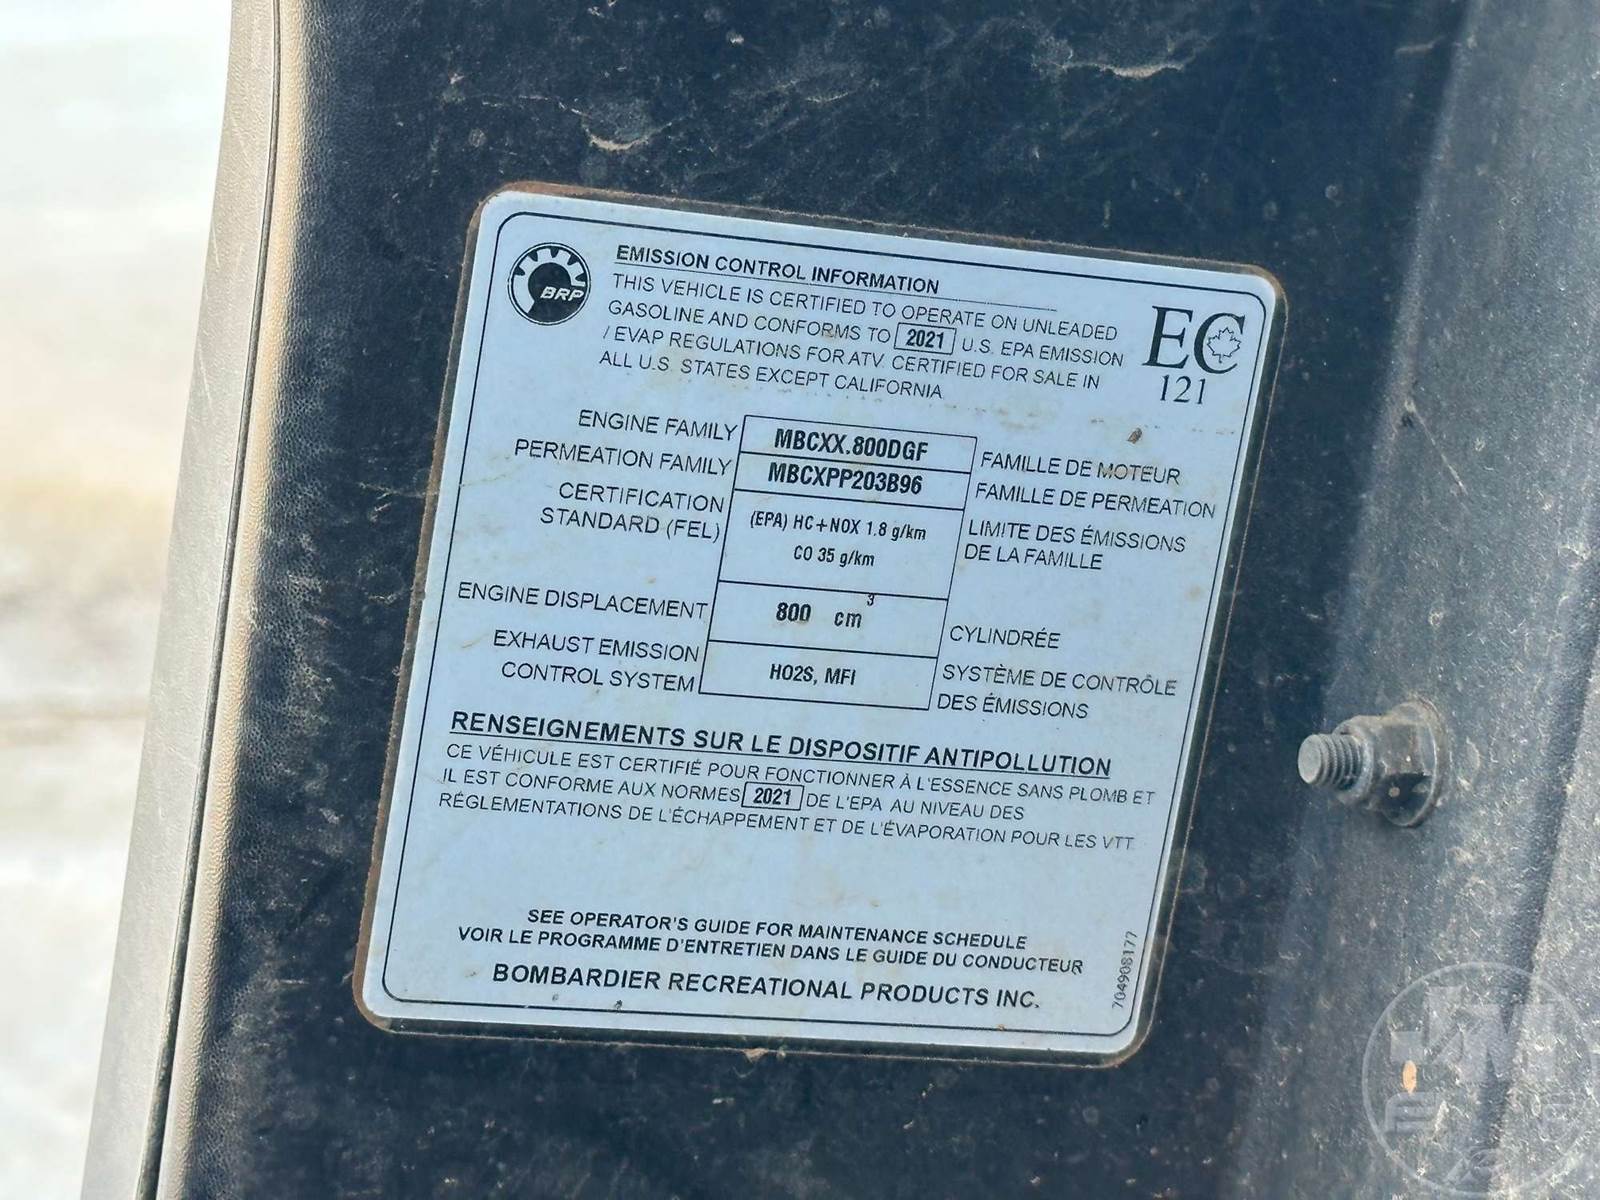 BRP
EMISSION CONTROL INFORMATION
THIS VEHICLE IS CERTIFIED TO OPERATE ON UNLEADED
GASOLINE AND CONFORMS TO 2021 U.S. EPA EMISSION
/ EVAP REGULATIONS FOR ATV. CERTIFIED FOR SALE IN
ALL U.S. STATES EXCEPT CALIFORNIA
EC
121
ENGINE FAMILY MBCXX.800DGF FAMILLE DE MOTEUR
PERMEATION FAMILY MBCXPP203B96 FAMILLE DE PERMEATION
CERTIFICATION (EPA) HC+NOX 1.8 g/km LIMITE DES ÉMISSIONS
STANDARD (FEL) CO 35 g/km DE LA FAMILLE
ENGINE DISPLACEMENT 800 cm³ CYLINDRÉE
EXHAUST EMISSION HO2S, MFI SYSTÈME DE CONTRÔLE
CONTROL SYSTEM DES ÉMISSIONS
RENSEIGNEMENTS SUR LE DISPOSITIF ANTIPOLLUTION
CE VÉHICULE EST CERTIFIÉ POUR FONCTIONNER À L'ESSENCE SANS PLOMB ET
IL EST CONFORME AUX NORMES 2021 DE L'EPA AU NIVEAU DES
RÉGLEMENTATIONS DE L'ÉCHAPPEMENT ET DE L'ÉVAPORATION POUR LES VTT.
SEE OPERATOR'S GUIDE FOR MAINTENANCE SCHEDULE
VOIR LE PROGRAMME D'ENTRETIEN DANS LE GUIDE DU CONDUCTEUR
BOMBARDIER RECREATIONAL PRODUCTS INC.
704908177